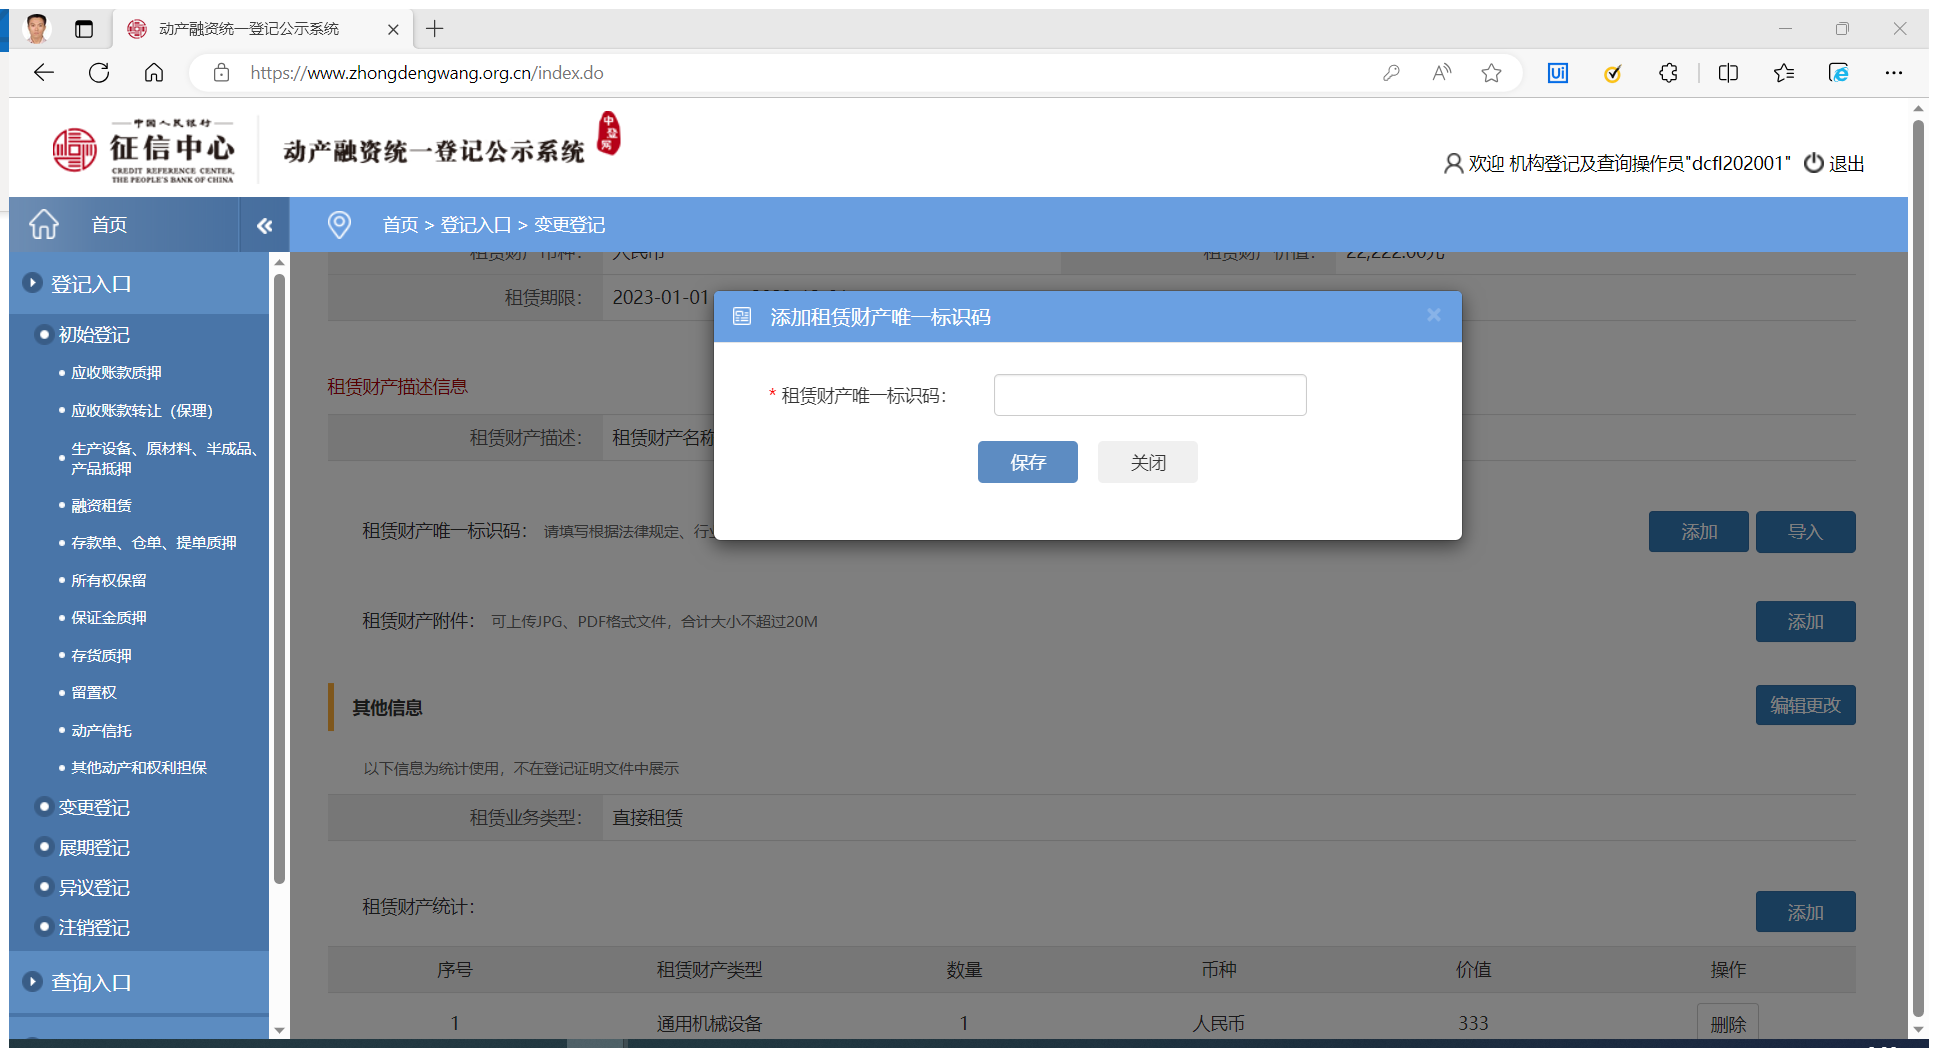 动产融资统一登记公示系统
https://www.zhongdengwang.org.cn/index.do
中国人民银行
征信中心
CREDIT REFERENCE CENTER,
THE PEOPLE'S BANK OF CHINA
动产融资统一登记公示系统
中登网
欢迎 机构登记及查询操作员"dcfl202001"
退出
首页
首页 > 登记入口 > 变更登记
登记入口
初始登记
应收账款质押
应收账款转让（保理）
生产设备、原材料、半成品、
产品抵押
融资租赁
存款单、仓单、提单质押
所有权保留
保证金质押
存货质押
留置权
动产信托
其他动产和权利担保
变更登记
展期登记
异议登记
注销登记
查询入口
租赁财产币种： 人民币 租赁财产价值： 22,222.00元
租赁期限： 2023-01-01
添加租赁财产唯一标识码
* 租赁财产唯一标识码：
保存 关闭
租赁财产描述信息
租赁财产描述： 租赁财产名称
租赁财产唯一标识码： 请填写根据法律规定、行 添加 导入
租赁财产附件： 可上传JPG、PDF格式文件，合计大小不超过20M 添加
其他信息 编辑更改
以下信息为统计使用，不在登记证明文件中展示
租赁业务类型： 直接租赁
租赁财产统计： 添加
序号 租赁财产类型 数量 币种 价值 操作
1 通用机械设备 1 人民币 333 删除